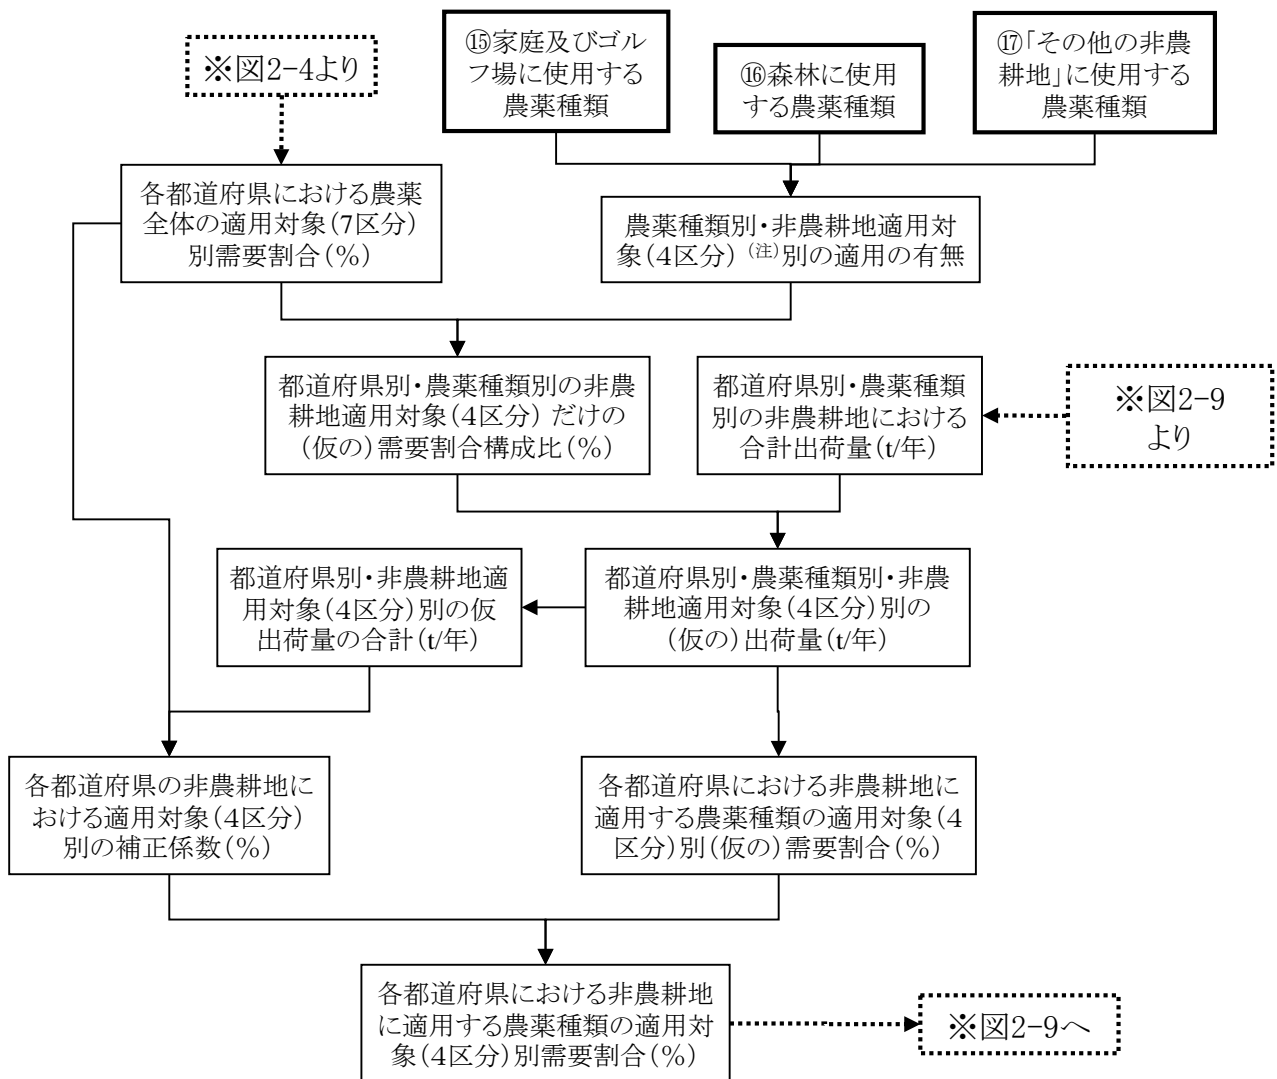 ※図2-4より
⑮家庭及びゴル
フ場に使用する
農薬種類
⑯森林に使用
する農薬種類
⑰「その他の非農
耕地」に使用する
農薬種類
各都道府県における農薬
全体の適用対象(7区分)
別需要割合(%)
農薬種類別・非農耕地適用対
象(4区分)(注)別の適用の有無
都道府県別・農薬種類別の非農
耕地適用対象(4区分)だけの
(仮の)需要割合構成比(%)
都道府県別・農薬種類
別の非農耕地における
合計出荷量(t/年)
※図2-9
より
都道府県別・非農耕地適
用対象(4区分)別の仮
出荷量の合計(t/年)
都道府県別・農薬種類別・非農
耕地適用対象(4区分)別の
(仮の)出荷量(t/年)
各都道府県の非農耕地に
おける適用対象(4区分)
別の補正係数(%)
各都道府県における非農耕地に
適用する農薬種類の適用対象(4
区分)別(仮の)需要割合(%)
各都道府県における非農耕地
に適用する農薬種類の適用対
象(4区分)別需要割合(%)
※図2-9へ